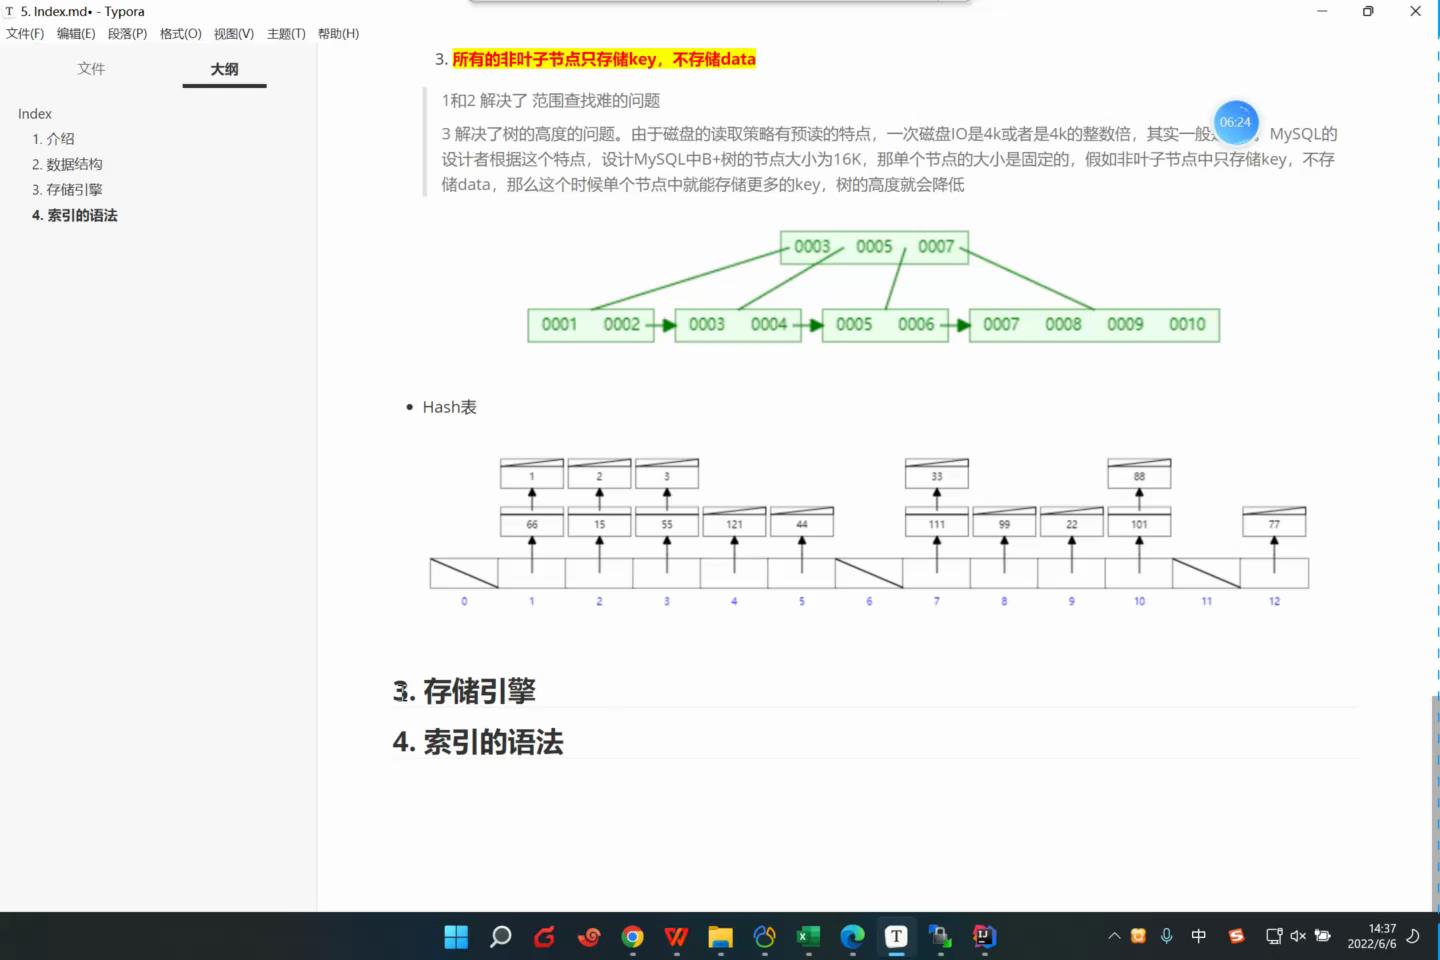 T 5. Index.md• - Typora
文件(F) 编辑(E) 段落(P) 格式(O) 视图(V) 主题(T) 帮助(H)
文件 大纲
Index
1. 介绍
2. 数据结构
3. 存储引擎
4. 索引的语法
3. 所有的非叶子节点只存储key，不存储data
1和2 解决了 范围查找难的问题
06:24
3 解决了树的高度的问题。由于磁盘的读取策略有预读的特点，一次磁盘IO是4k或者是4k的整数倍，其实一般 MySQL的
设计者根据这个特点，设计MySQL中B+树的节点大小为16K，那单个节点的大小是固定的，假如非叶子节点中只存储key，不存
储data，那么这个时候单个节点中就能存储更多的key，树的高度就会降低
0003 0005 0007
0001 0002 0003 0004 0005 0006 0007 0008 0009 0010
Hash表
1 2 3 33 88
66 15 55 121 44 111 99 22 101 77
0 1 2 3 4 5 6 7 8 9 10 11 12
3. 存储引擎
4. 索引的语法
T
中
14:37
2022/6/6